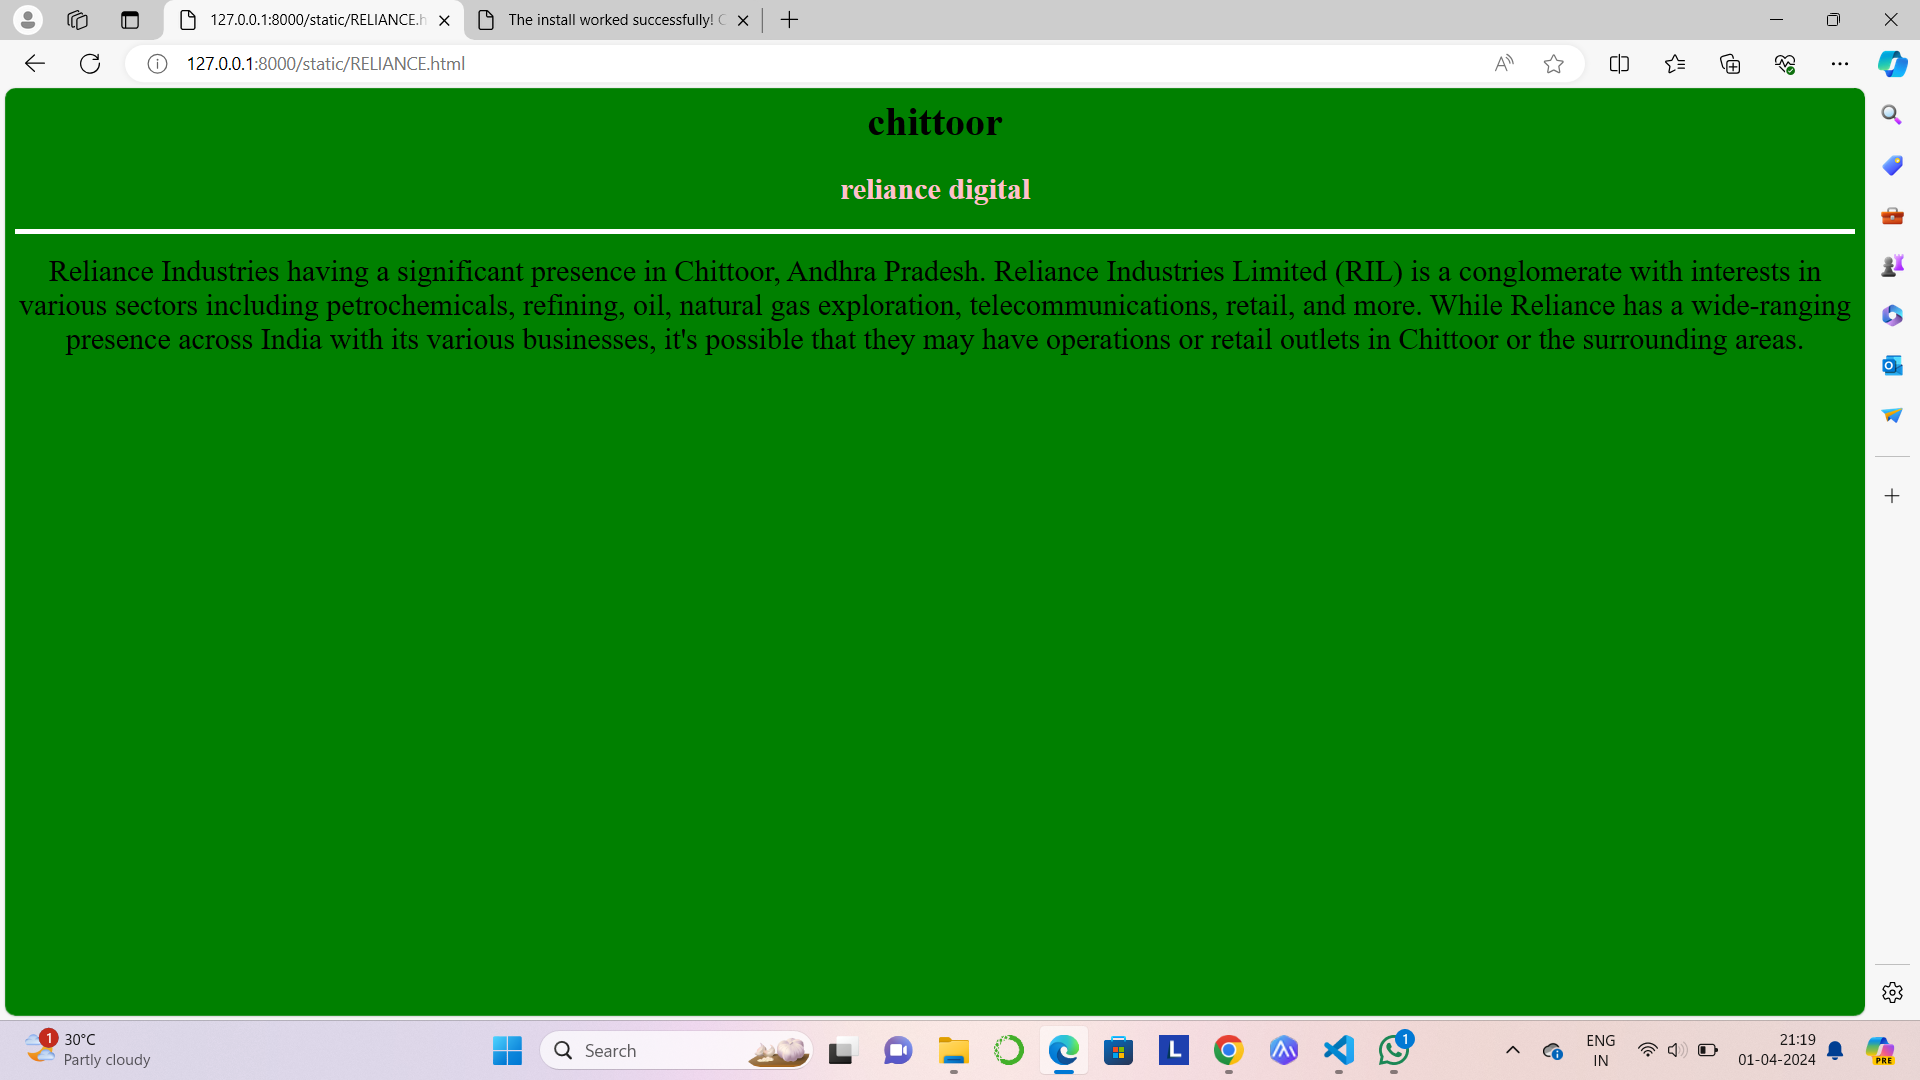 127.0.0.1:8000/static/RELIANCE.h
The install worked successfully! C
127.0.0.1:8000/static/RELIANCE.html
chittoor
reliance digital
Reliance Industries having a significant presence in Chittoor, Andhra Pradesh. Reliance Industries Limited (RIL) is a conglomerate with interests in
various sectors including petrochemicals, refining, oil, natural gas exploration, telecommunications, retail, and more. While Reliance has a wide-ranging
presence across India with its various businesses, it's possible that they may have operations or retail outlets in Chittoor or the surrounding areas.
1
30°C
Partly cloudy
Search
L
1
ENG
IN
21:19
01-04-2024
PRE